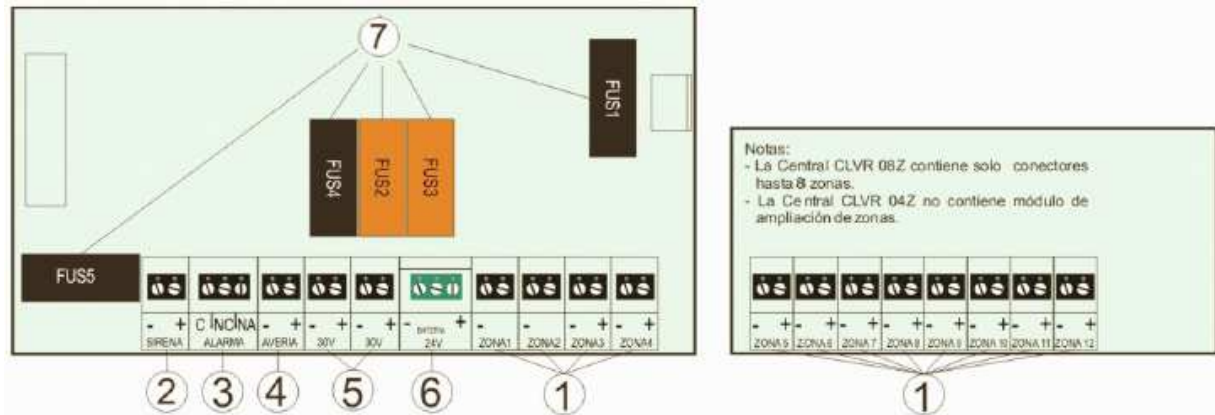 7
FUS1
FUS4
FUS2
FUS3
FUS5
- + C NC NA - + - + - + - + - - + - +
SIRENA ALARMA AVERIA 30V 30V BATERIA 24V ZONA1 ZONA2 ZONA3 ZONA4
2 3 4 5 6 1
Notas:
- La Central CLVR 08Z contiene solo conectores
hasta 8 zonas.
- La Central CLVR 04Z no contiene módulo de
ampliación de zonas.
- + - + - + - + - + - + - + - +
ZONA 5 ZONA 6 ZONA 7 ZONA 8 ZONA 9 ZONA 10 ZONA 11 ZONA 12
1